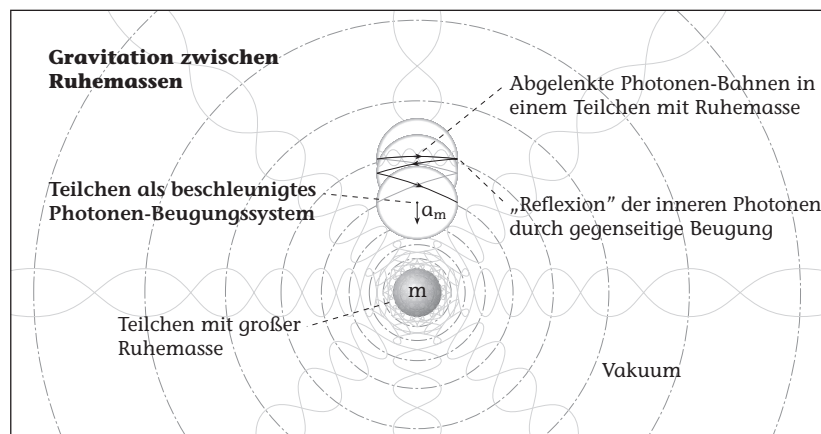 Gravitation zwischen
Ruhemassen
Abgelenkte Photonen-Bahnen in
einem Teilchen mit Ruhemasse
Teilchen als beschleunigtes
Photonen-Beugungssystem
aₘ
„Reflexion” der inneren Photonen
durch gegenseitige Beugung
m
Teilchen mit großer
Ruhemasse
Vakuum